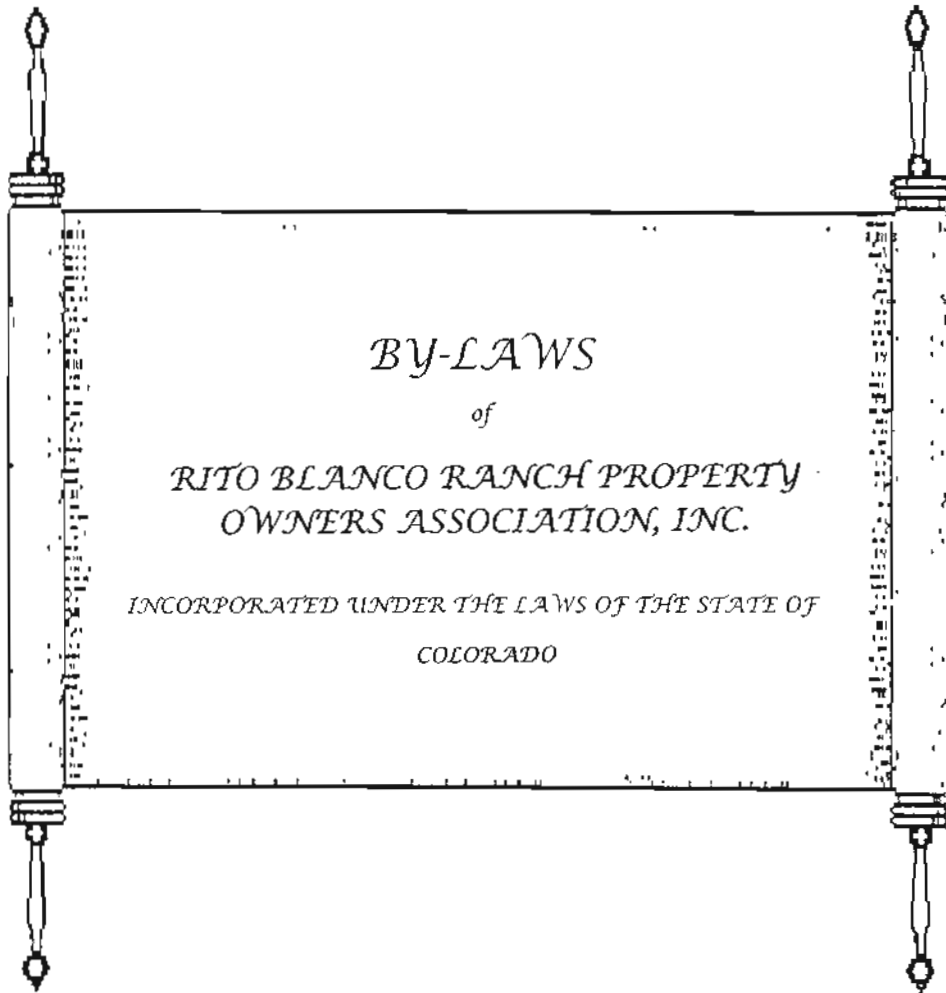 BY-LAWS
of
RITO BLANCO RANCH PROPERTY
OWNERS ASSOCIATION, INC.
INCORPORATED UNDER THE LAWS OF THE STATE OF
COLORADO